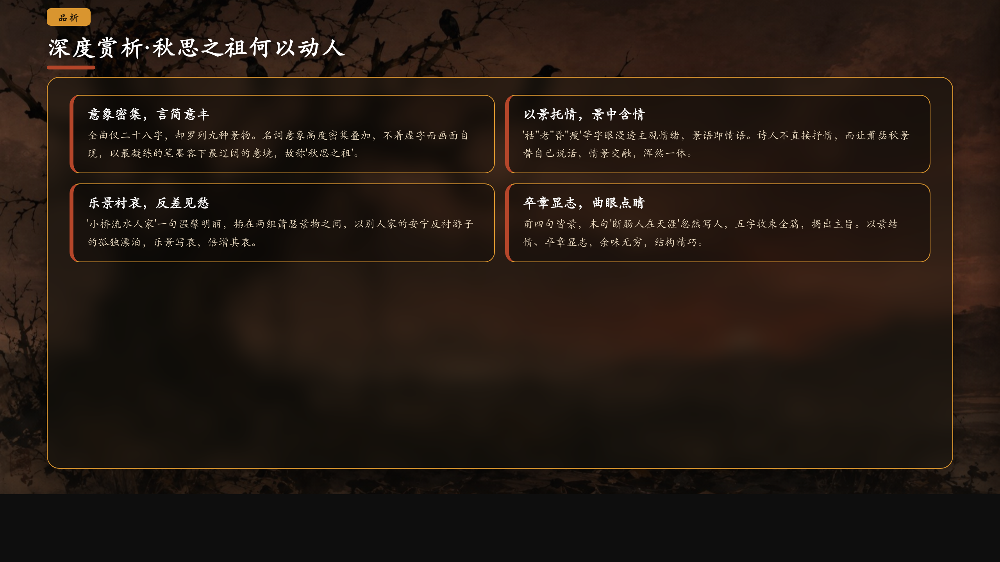 品析
深度赏析·秋思之祖何以动人
意象密集，言简意丰
全曲仅二十八字，却罗列九种景物。名词意象高度密集叠加，不着虚字而画面自
现，以最凝练的笔墨容下最辽阔的意境，故称'秋思之祖'。
以景托情，景中含情
'枯''老''昏''瘦'等字眼浸透主观情绪，景语即情语。诗人不直接抒情，而让萧瑟秋景
替自己说话，情景交融，浑然一体。
乐景衬哀，反差见愁
'小桥流水人家'一句温馨明丽，插在两组萧瑟景物之间，以别人家的安宁反衬游子
的孤独漂泊，乐景写哀，倍增其哀。
卒章显志，曲眼点睛
前四句皆景，末句'断肠人在天涯'忽然写人，五字收束全篇，揭出主旨。以景结
情、卒章显志，余味无穷，结构精巧。